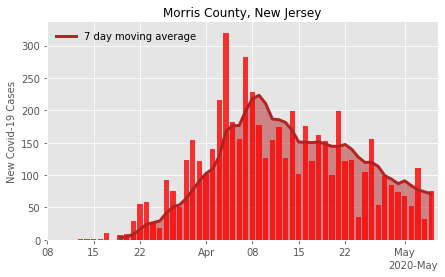 Morris County, New Jersey
7 day moving average
New Covid-19 Cases
300
250
200
150
100
50
0
08 15 22 Apr 08 15 22 May
2020-May